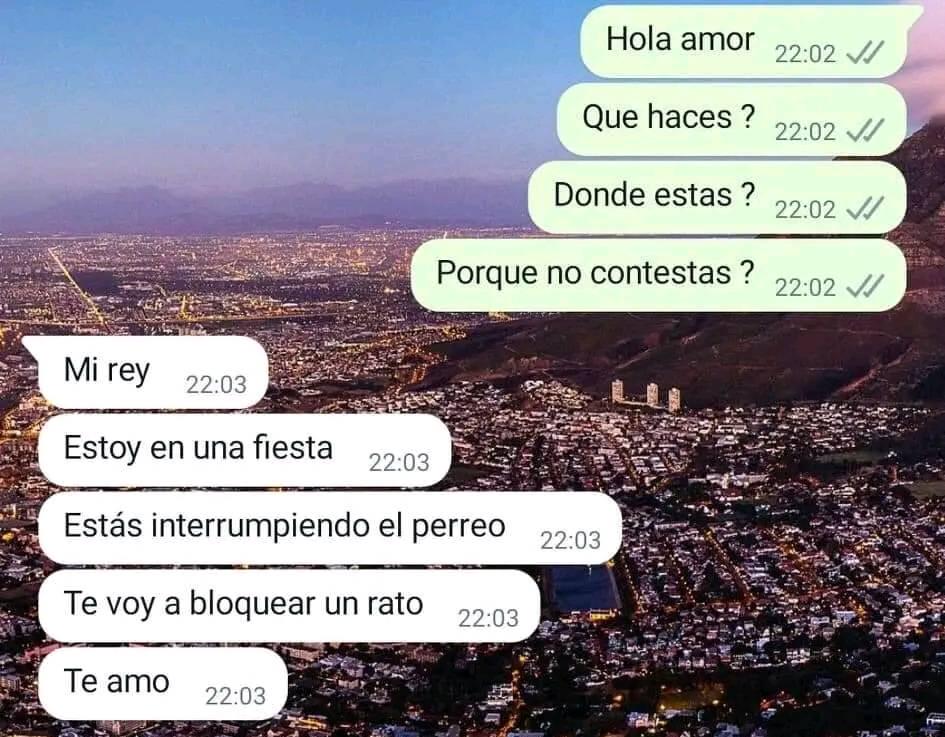 Hola amor 22:02
Que haces ? 22:02
Donde estas ? 22:02
Porque no contestas ? 22:02
Mi rey 22:03
Estoy en una fiesta 22:03
Estás interrumpiendo el perreo 22:03
Te voy a bloquear un rato 22:03
Te amo 22:03